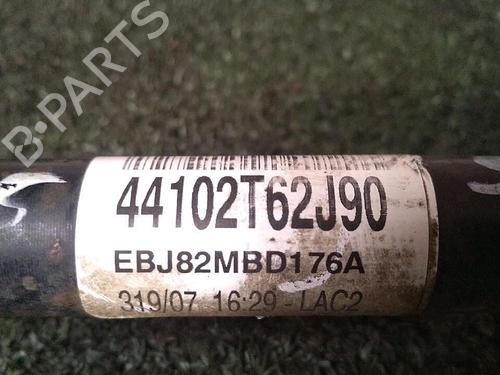 B-PARTS
44102T62J90
EBJ82MBD176A
319/07 16:29 - LAC2